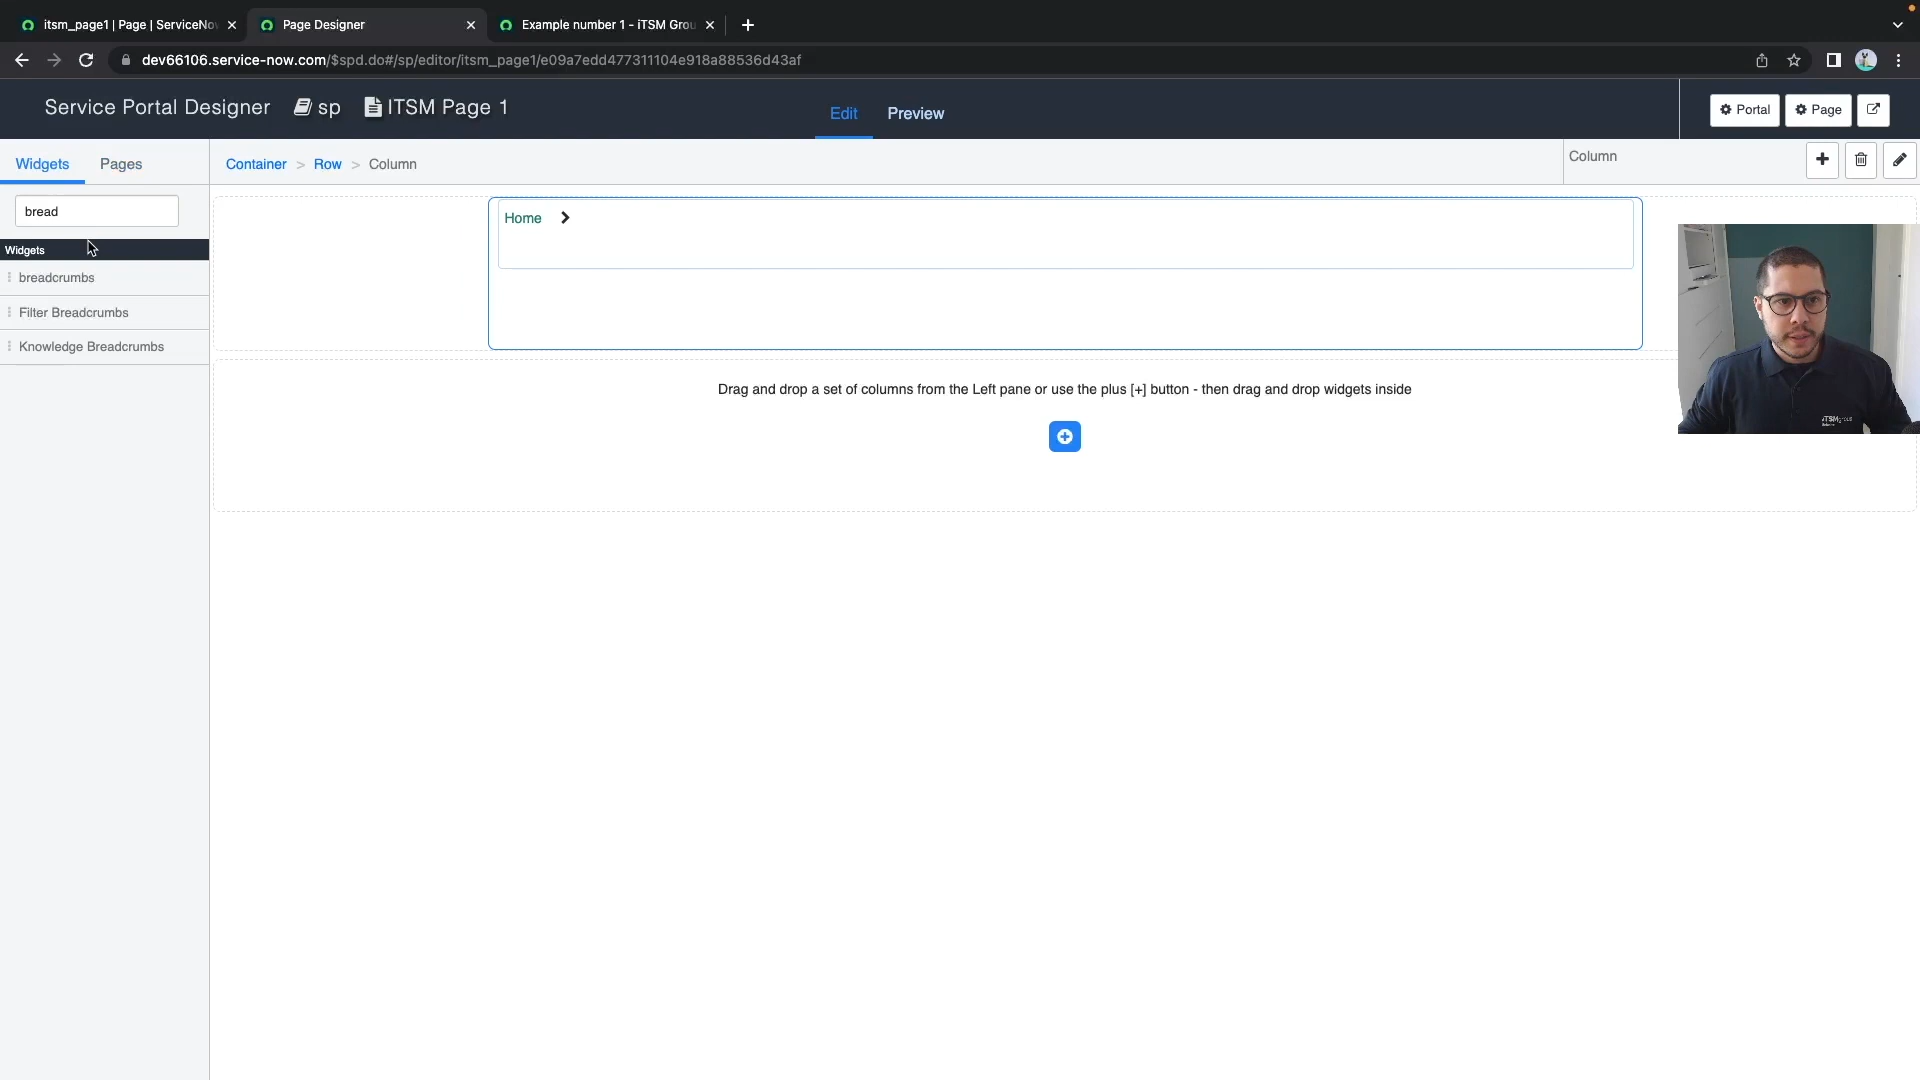 itsm_page1 | Page | ServiceNo
Page Designer
Example number 1 - iTSM Grou
dev66106.service-now.com/$spd.do#/sp/editor/itsm_page1/e09a7edd477311104e918a88536d43af
Service Portal Designer
sp
ITSM Page 1
Edit
Preview
Portal
Page
Widgets
Pages
Container > Row > Column
Column
bread
Widgets
breadcrumbs
Filter Breadcrumbs
Knowledge Breadcrumbs
Home
Drag and drop a set of columns from the Left pane or use the plus [+] button - then drag and drop widgets inside
iTSMgroup